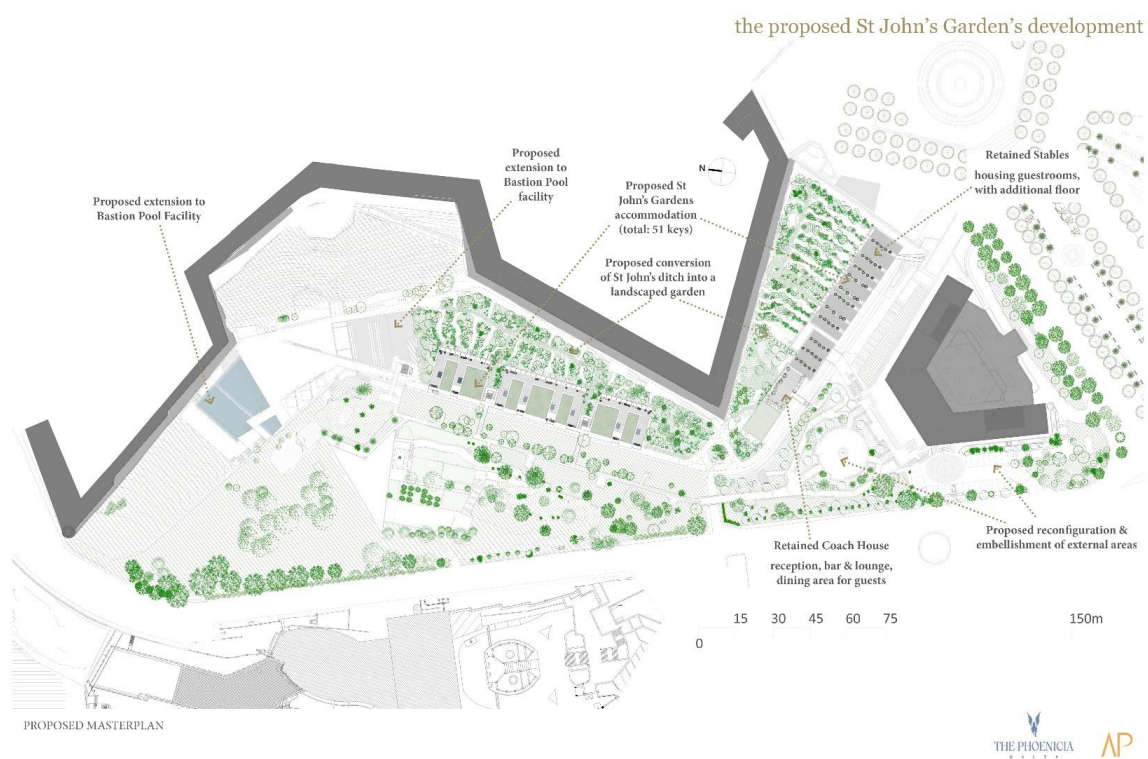 the proposed St John's Garden's development
Proposed
extension to
Bastion Pool
facility
Retained Stables
housing guestrooms,
with additional floor
N
Proposed St
John's Gardens
accommodation
(total: 51 keys)
Proposed extension to
Bastion Pool Facility
Proposed conversion
of St John's ditch into a
landscaped garden
Proposed reconfiguration &
embellishment of external areas
Retained Coach House
reception, bar & lounge,
dining area for guests
15 30 45 60 75 150m
0
PROPOSED MASTERPLAN
THE PHOENICIA
MALTA
AP